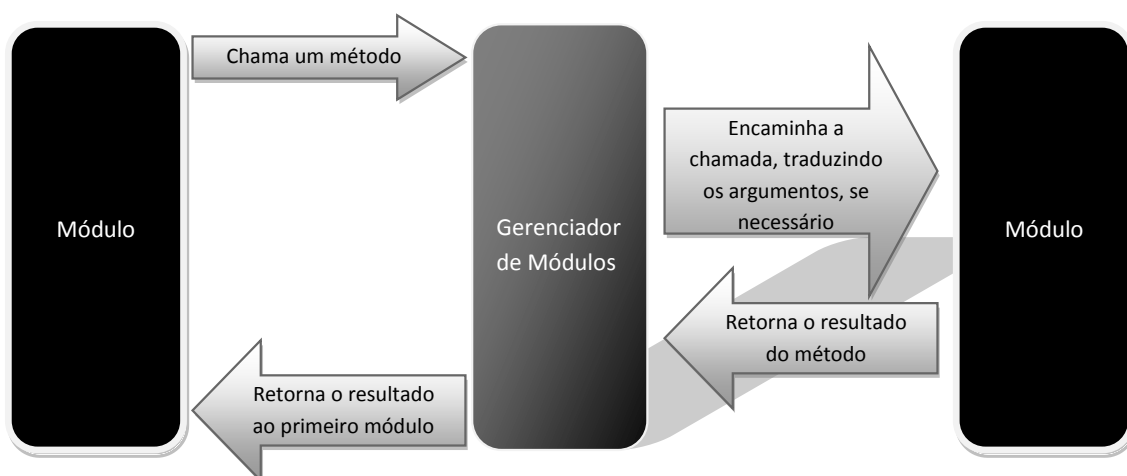 Chama um método
Módulo
Gerenciador
de Módulos
Encaminha a
chamada, traduzindo
os argumentos, se
necessário
Módulo
Retorna o resultado
do método
Retorna o resultado
ao primeiro módulo